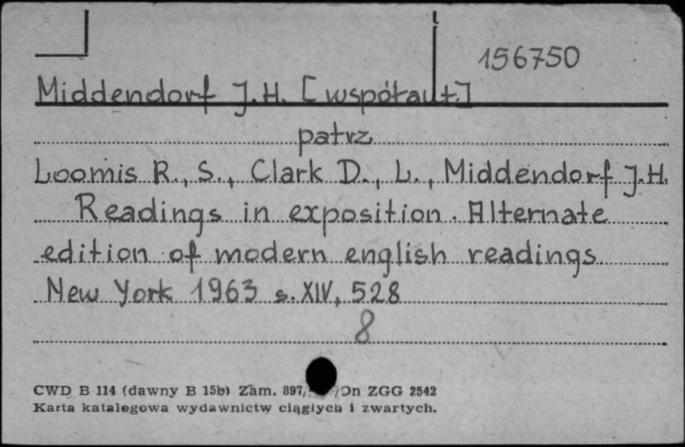 156750
Middendorf J.H. [współaut.]
patrz
Loomis R., S., Clark D., L., Middendorf J.H.
Readings in exposition. Alternate
edition of modern english readings
New York 1963 s. XIV, 528
8
CWD B 114 (dawny B 15b) Zam. 897/ /On ZGG 2542
Karta katalogowa wydawnictw ciągłych i zwartych.